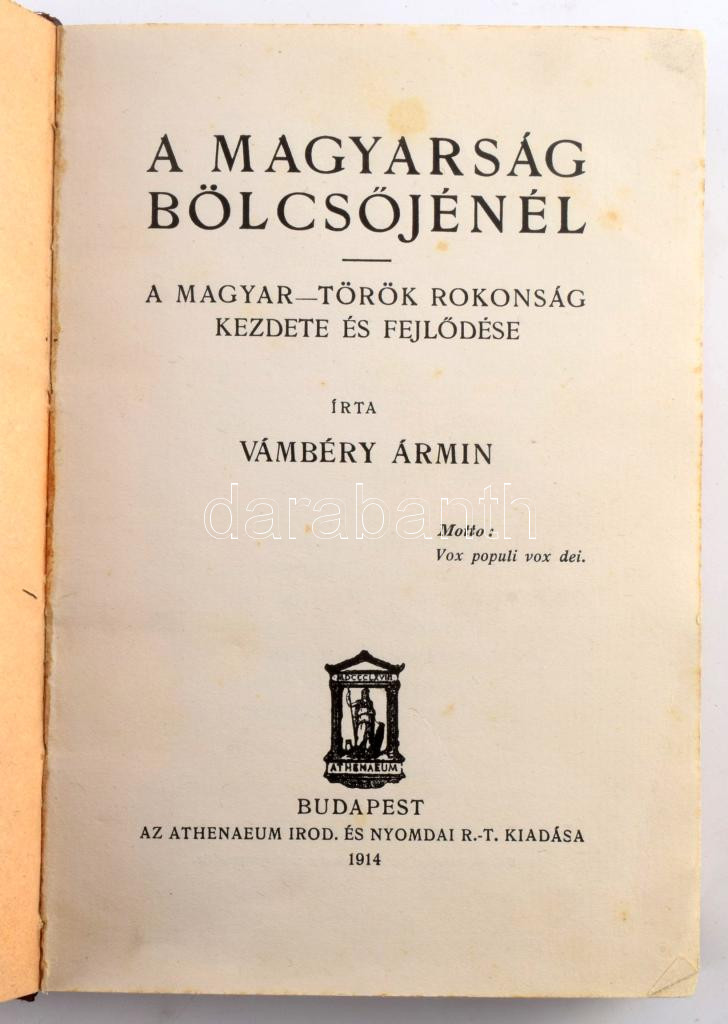 A MAGYARSÁG
BÖLCSŐJÉNÉL
A MAGYAR—TÖRÖK ROKONSÁG
KEZDETE ÉS FEJLŐDÉSE
ÍRTA
VÁMBÉRY ÁRMIN
darabanth
Motto:
Vox populi vox dei.
MDCCCLXVIII
ATHENAEUM
BUDAPEST
AZ ATHENAEUM IROD. ÉS NYOMDAI R.-T. KIADÁSA
1914